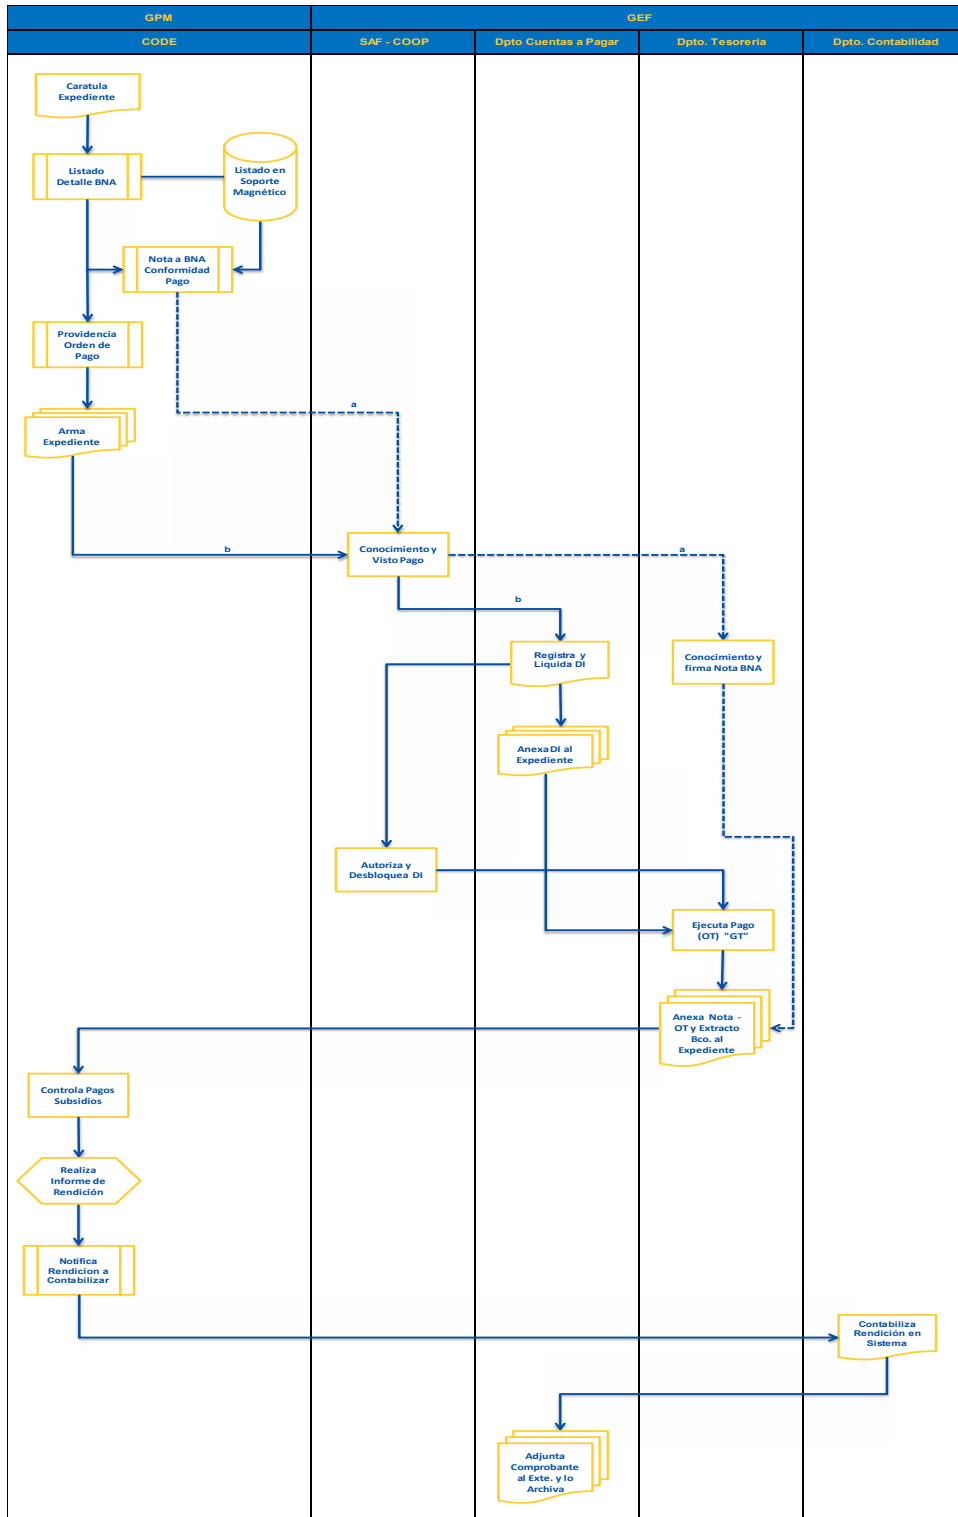 GPM
GEF
CODE
SAF - COOP
Dpto Cuentas a Pagar
Dpto. Tesoreria
Dpto. Contabilidad
Caratula
Expediente
Listado
Detalle BNA
Listado en
Soporte
Magnético
Nota a BNA
Conformidad
Pago
Providencia
Orden de
Pago
a
Arma
Expediente
b
Conocimiento y
Visto Pago
a
b
Registra y
Liquida DI
Conocimiento y
firma Nota BNA
Anexa DI al
Expediente
Autoriza y
Desbloquea DI
Ejecuta Pago
(OT) "GT"
Anexa Nota -
OT y Extracto
Bco. al
Expediente
Controla Pagos
Subsidios
Realiza
Informe de
Rendición
Notifica
Rendicion a
Contabilizar
Contabiliza
Rendición en
Sistema
Adjunta
Comprobante
al Exte. y lo
Archiva